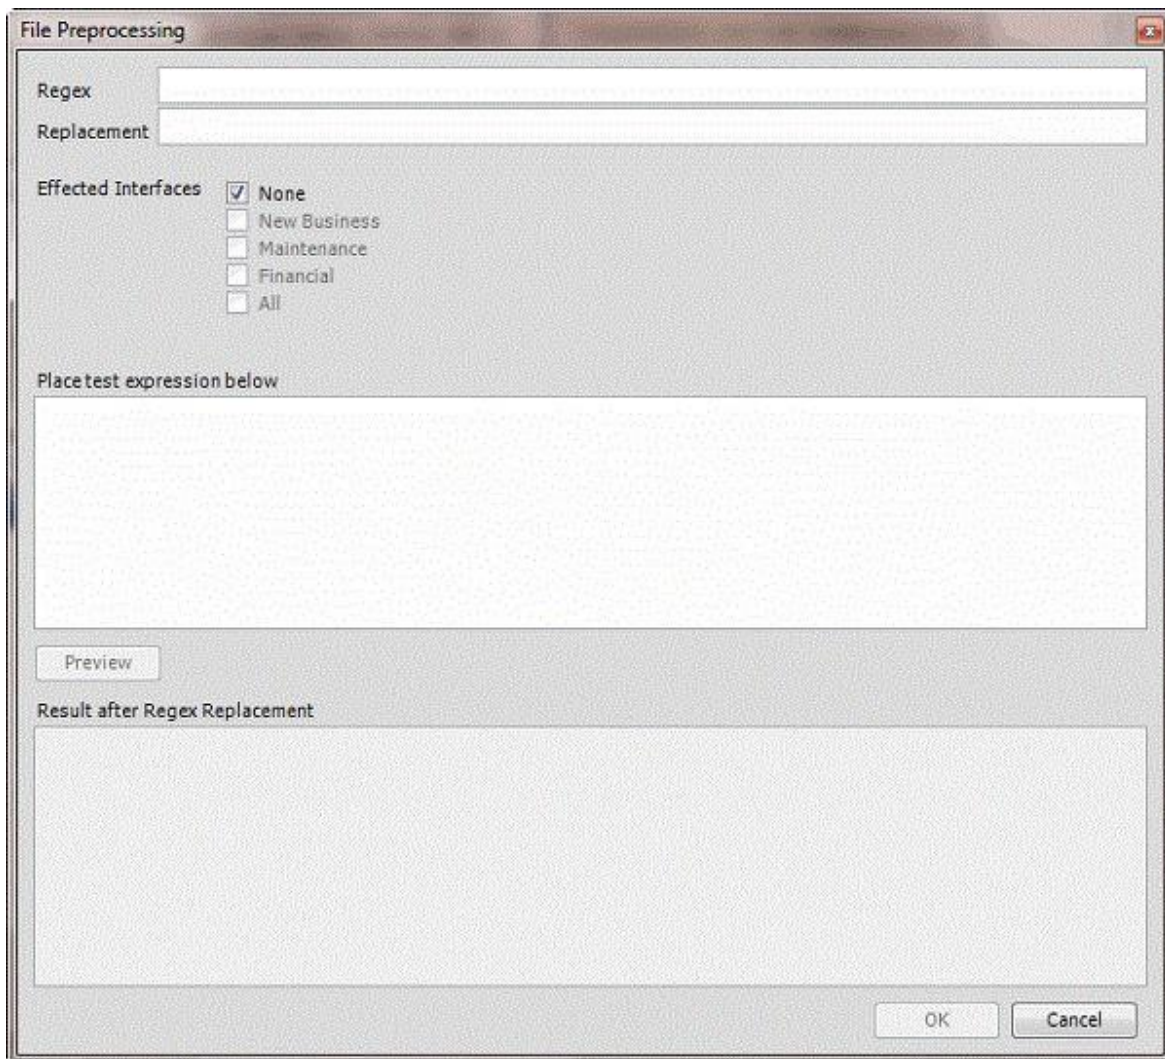 File Preprocessing
Regex
Replacement
Effected Interfaces
None
New Business
Maintenance
Financial
All
Place test expression below
Preview
Result after Regex Replacement
OK
Cancel